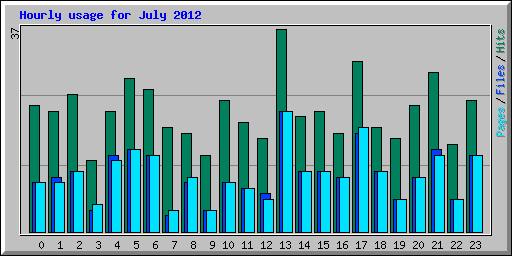 Hourly usage for July 2012
37
Pages/Files/Hits
0 1 2 3 4 5 6 7 8 9 10 11 12 13 14 15 16 17 18 19 20 21 22 23